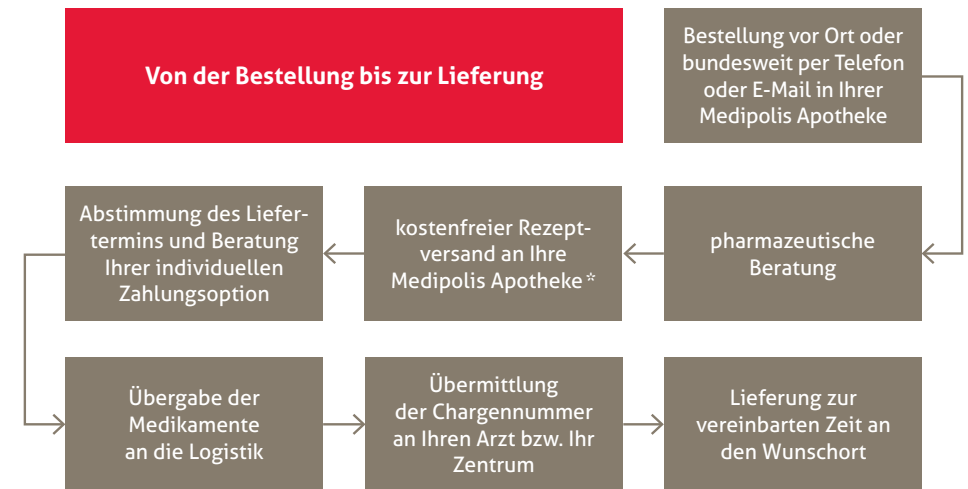 Von der Bestellung bis zur Lieferung
Bestellung vor Ort oder
bundesweit per Telefon
oder E-Mail in Ihrer
Medipolis Apotheke
pharmazeutische
Beratung
kostenfreier Rezept-
versand an Ihre
Medipolis Apotheke*
Abstimmung des Liefer-
termins und Beratung
Ihrer individuellen
Zahlungsoption
Übergabe der
Medikamente
an die Logistik
Übermittlung
der Chargennummer
an Ihren Arzt bzw. Ihr
Zentrum
Lieferung zur
vereinbarten Zeit an
den Wunschort